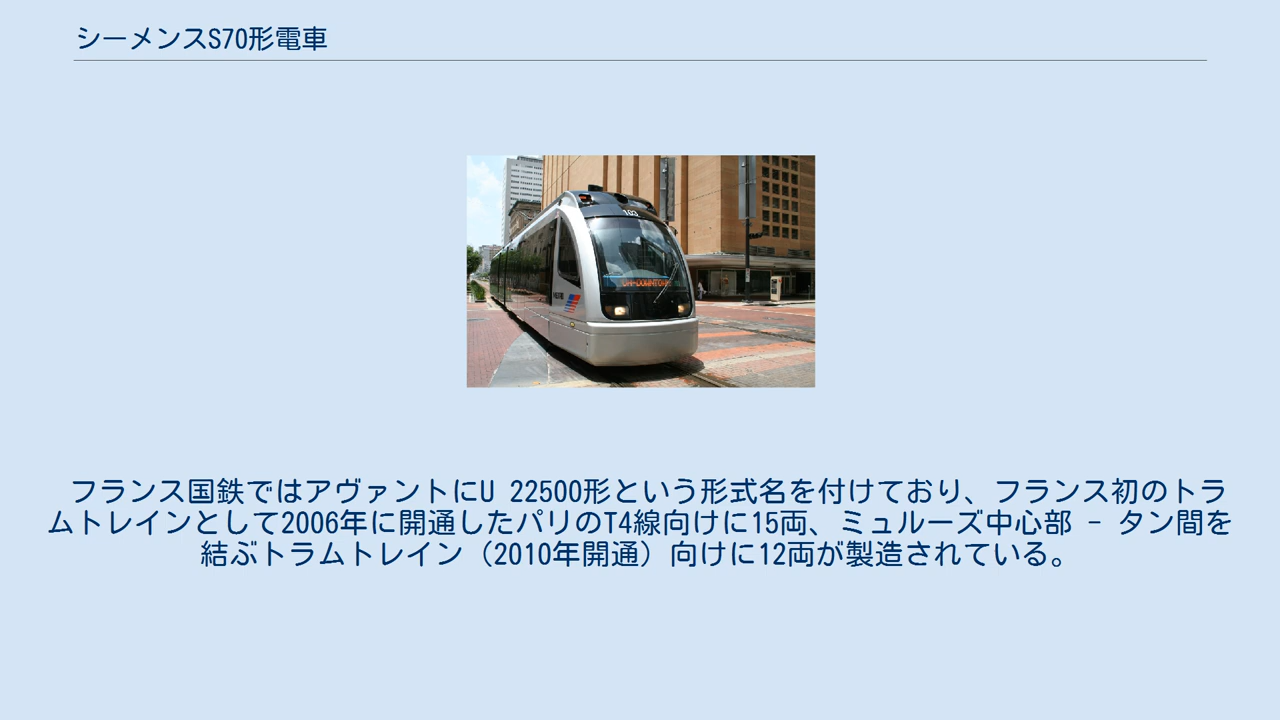 シーメンスS70形電車
103
フランス国鉄ではアヴァントにU 22500形という形式名を付けており、フランス初のトラ
ムトレインとして2006年に開通したパリのT4線向けに15両、ミュルーズ中心部 - タン間を
結ぶトラムトレイン（2010年開通）向けに12両が製造されている。